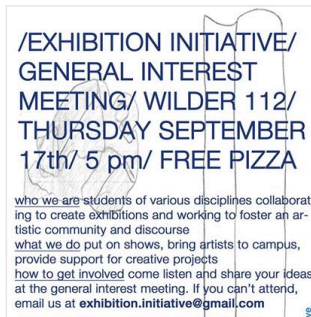 /EXHIBITION INITIATIVE/
GENERAL INTEREST
MEETING/ WILDER 112/
THURSDAY SEPTEMBER
17th/ 5 pm/ FREE PIZZA
who we are students of various disciplines collaborat
ing to create exhibitions and working to foster an ar-
tistic community and discourse
what we do put on shows, bring artists to campus,
provide support for creative projects
how to get involved come listen and share your ideas
at the general interest meeting. If you can't attend,
email us at exhibition.initiative@gmail.com